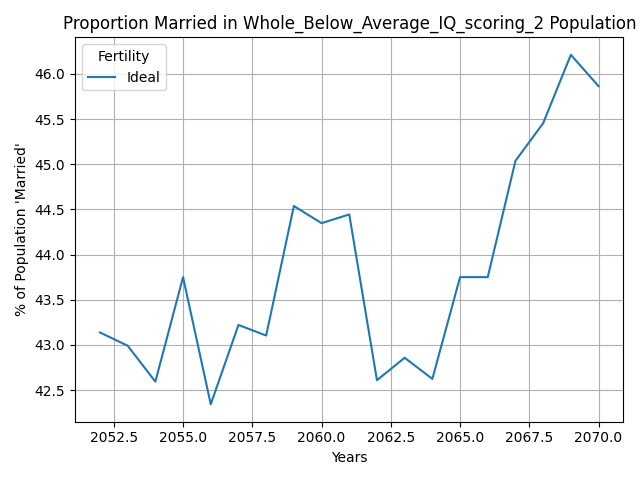 Proportion Married in Whole_Below_Average_IQ_scoring_2 Population
Fertility
Ideal
% of Population 'Married'
46.0
45.5
45.0
44.5
44.0
43.5
43.0
42.5
2052.5 2055.0 2057.5 2060.0 2062.5 2065.0 2067.5 2070.0
Years